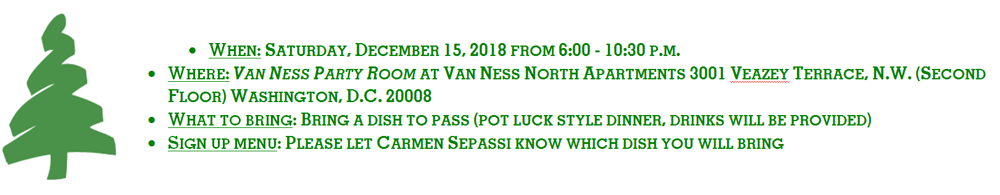 • WHEN: SATURDAY, DECEMBER 15, 2018 FROM 6:00 - 10:30 P.M.
• WHERE: VAN NESS PARTY ROOM AT VAN NESS NORTH APARTMENTS 3001 VEAZEY TERRACE, N.W. (SECOND
FLOOR) WASHINGTON, D.C. 20008
• WHAT TO BRING: BRING A DISH TO PASS (POT LUCK STYLE DINNER, DRINKS WILL BE PROVIDED)
• SIGN UP MENU: PLEASE LET CARMEN SEPASSI KNOW WHICH DISH YOU WILL BRING